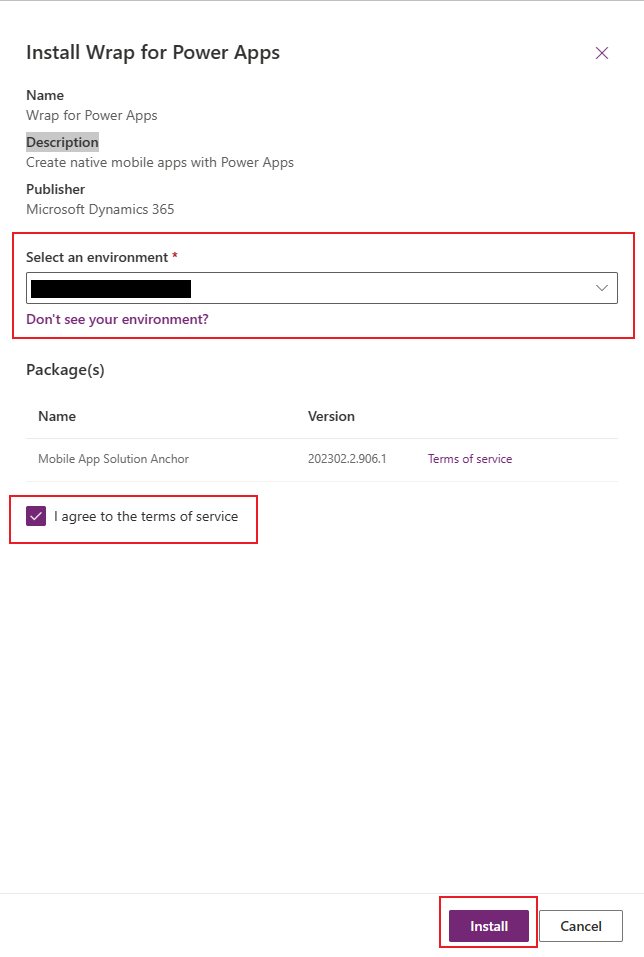 Install Wrap for Power Apps
Name
Wrap for Power Apps
Description
Create native mobile apps with Power Apps
Publisher
Microsoft Dynamics 365
Select an environment *
Don't see your environment?
Package(s)
Name Version
Mobile App Solution Anchor 202302.2.906.1 Terms of service
I agree to the terms of service
Install Cancel